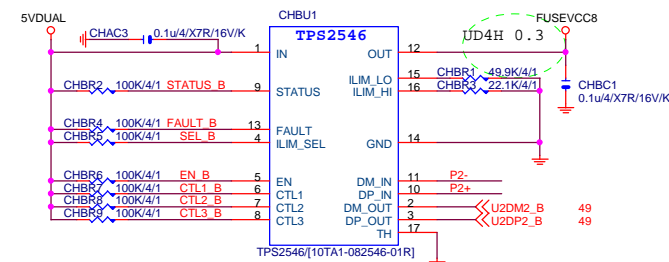 5VDUAL CHAC3 0.1u/4/X7R/16V/K CHBU1 FUSEVCC8
TPS2546 UD4H 0.3
1 IN OUT 12
CHBR2 100K/4/1 STATUS_B 9 STATUS ILIM_LO 15 CHBR1 49.9K/4/1
ILIM_HI 16 CHBR3 22.1K/4/1 CHBC1
0.1u/4/X7R/16V/K
CHBR4 100K/4/1 FAULT_B 13 FAULT
CHBR5 100K/4/1 SEL_B 4 ILIM_SEL GND 14
CHBR6 100K/4/1 EN_B 5 EN DM_IN 11 P2-
CHBR7 100K/4/1 CTL1_B 6 CTL1 DP_IN 10 P2+
CHBR8 100K/4/1 CTL2_B 7 CTL2 DM_OUT 2 U2DM2_B 49
CHBR9 100K/4/1 CTL3_B 8 CTL3 DP_OUT 3 U2DP2_B 49
TH 17
TPS2546/[10TA1-082546-01R]